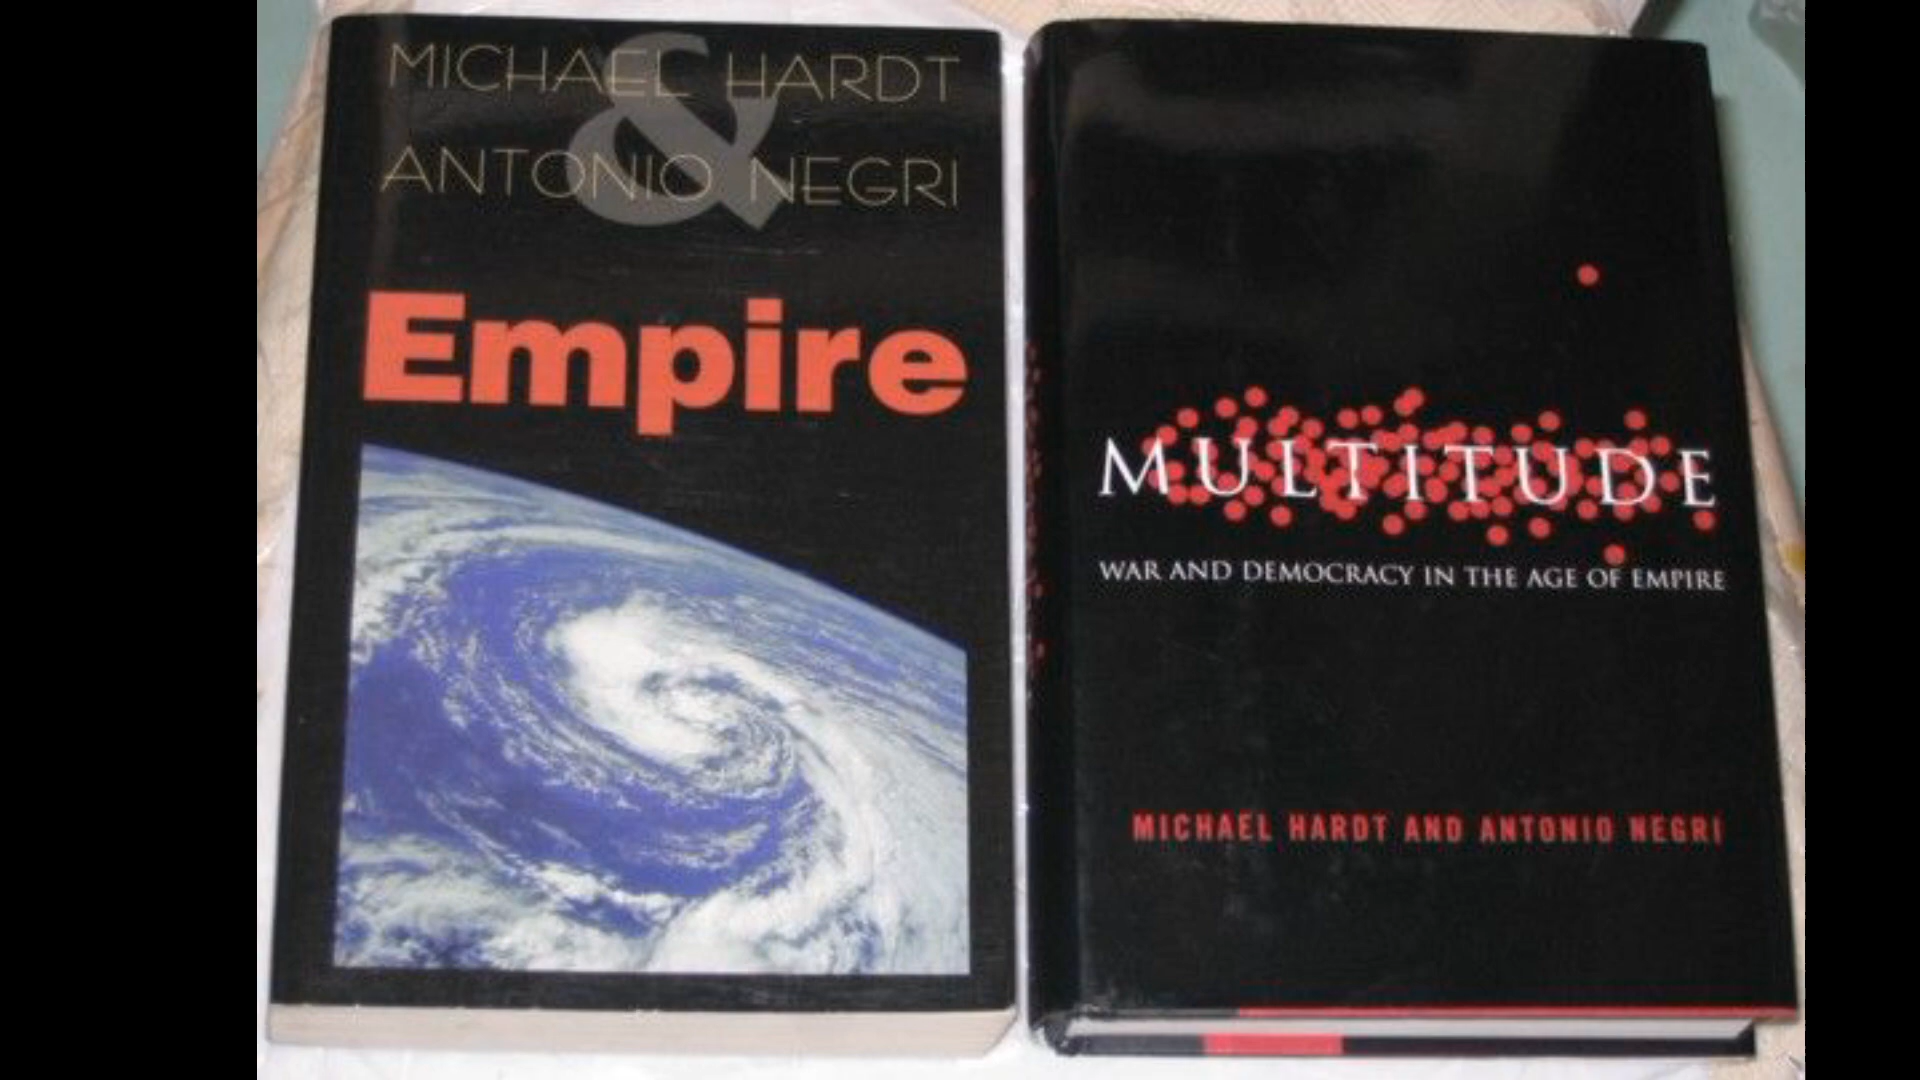 MICHAEL HARDT
&
ANTONIO NEGRI
Empire
MULTITUDE
WAR AND DEMOCRACY IN THE AGE OF EMPIRE
MICHAEL HARDT AND ANTONIO NEGRI